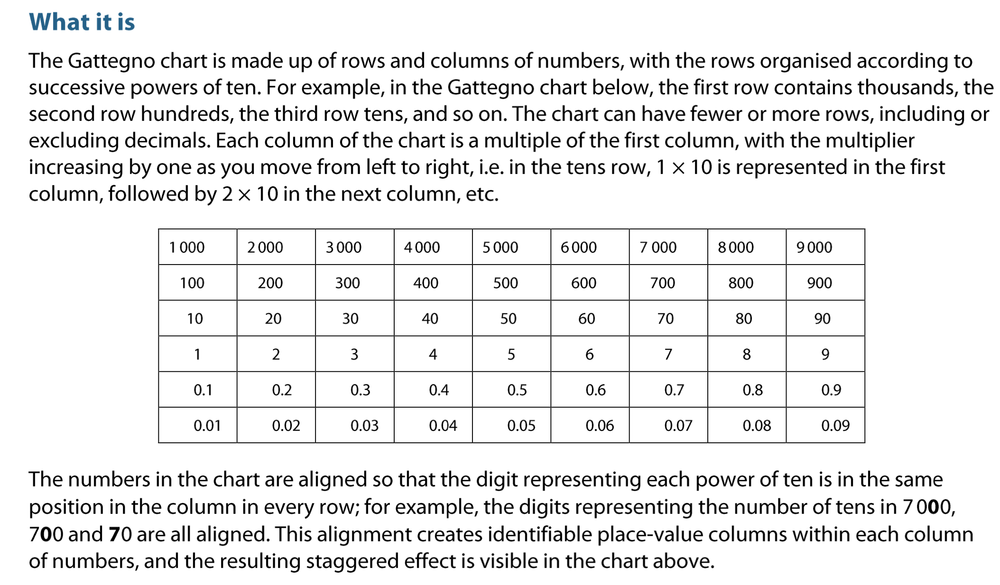 What it is
The Gattegno chart is made up of rows and columns of numbers, with the rows organised according to
successive powers of ten. For example, in the Gattegno chart below, the first row contains thousands, the
second row hundreds, the third row tens, and so on. The chart can have fewer or more rows, including or
excluding decimals. Each column of the chart is a multiple of the first column, with the multiplier
increasing by one as you move from left to right, i.e. in the tens row, 1 × 10 is represented in the first
column, followed by 2 × 10 in the next column, etc.
1 000 2 000 3 000 4 000 5 000 6 000 7 000 8 000 9 000
100 200 300 400 500 600 700 800 900
10 20 30 40 50 60 70 80 90
1 2 3 4 5 6 7 8 9
0.1 0.2 0.3 0.4 0.5 0.6 0.7 0.8 0.9
0.01 0.02 0.03 0.04 0.05 0.06 0.07 0.08 0.09
The numbers in the chart are aligned so that the digit representing each power of ten is in the same
position in the column in every row; for example, the digits representing the number of tens in 7 000,
700 and 70 are all aligned. This alignment creates identifiable place-value columns within each column
of numbers, and the resulting staggered effect is visible in the chart above.